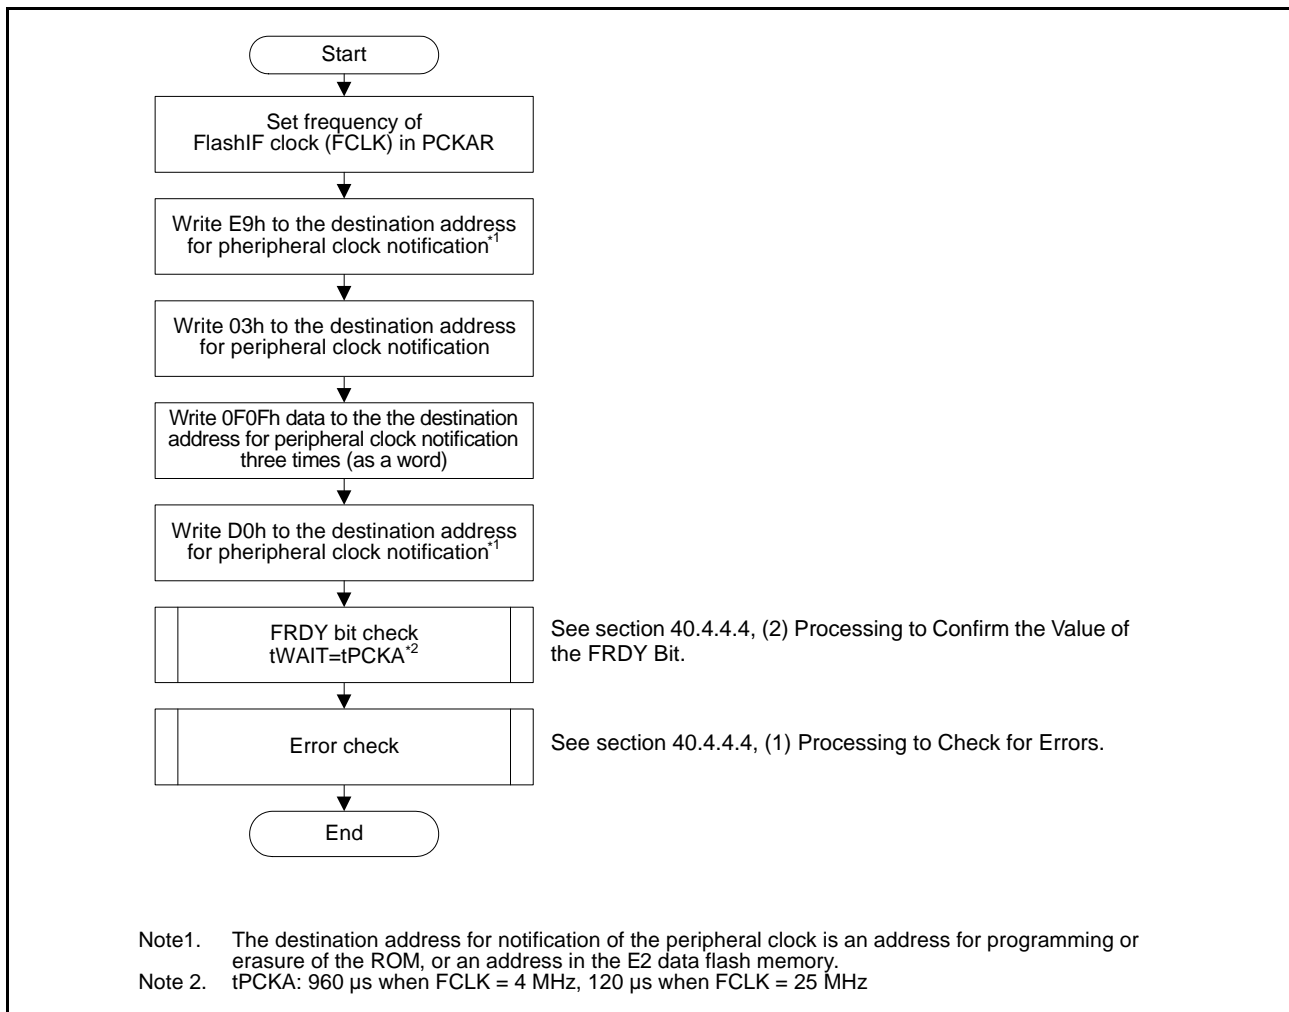 Start
Set frequency of
FlashIF clock (FCLK) in PCKAR
Write E9h to the destination address
for pheripheral clock notification*1
Write 03h to the destination address
for peripheral clock notification
Write 0F0Fh data to the the destination
address for peripheral clock notification
three times (as a word)
Write D0h to the destination address
for pheripheral clock notification*1
FRDY bit check
tWAIT=tPCKA*2
See section 40.4.4.4, (2) Processing to Confirm the Value of
the FRDY Bit.
Error check
See section 40.4.4.4, (1) Processing to Check for Errors.
End
Note1. The destination address for notification of the peripheral clock is an address for programming or
erasure of the ROM, or an address in the E2 data flash memory.
Note 2. tPCKA: 960 µs when FCLK = 4 MHz, 120 µs when FCLK = 25 MHz